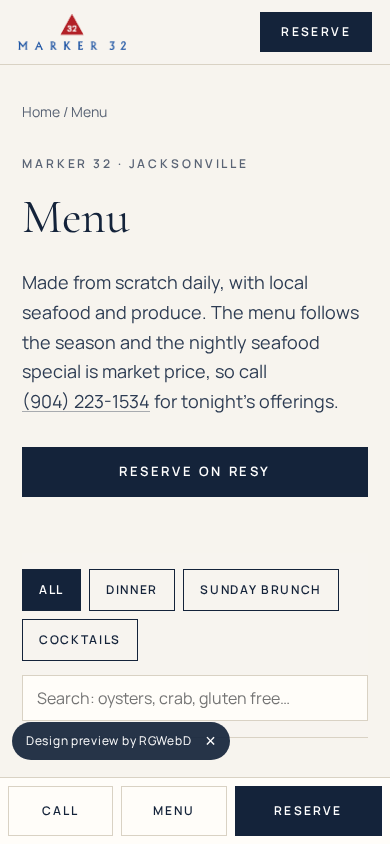 32
MARKER 32
RESERVE
Home / Menu
MARKER 32 · JACKSONVILLE
Menu
Made from scratch daily, with local
seafood and produce. The menu follows
the season and the nightly seafood
special is market price, so call
(904) 223-1534 for tonight's offerings.
RESERVE ON RESY
ALL
DINNER
SUNDAY BRUNCH
COCKTAILS
Search: oysters, crab, gluten free...
Design preview by RGWebD ×
CALL
MENU
RESERVE